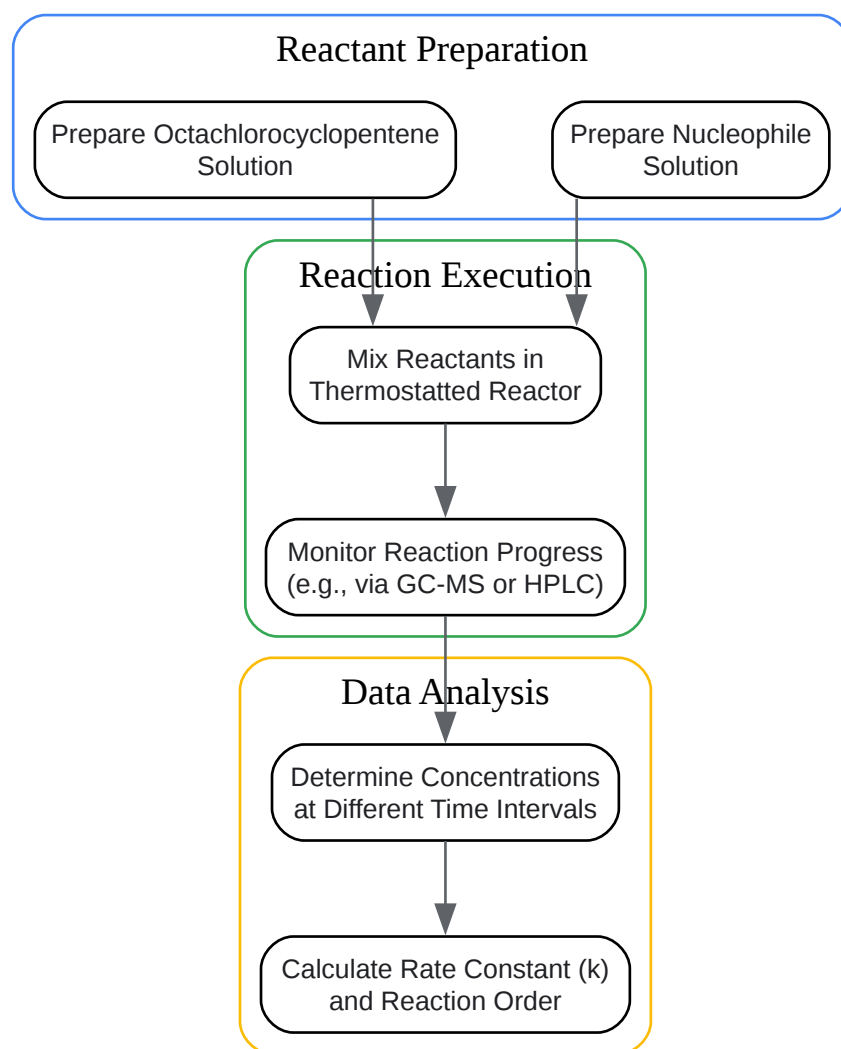 Reactant Preparation
Prepare Octachlorocyclopentene
Solution
Prepare Nucleophile
Solution
Reaction Execution
Mix Reactants in
Thermostatted Reactor
Monitor Reaction Progress
(e.g., via GC-MS or HPLC)
Data Analysis
Determine Concentrations
at Different Time Intervals
Calculate Rate Constant (k)
and Reaction Order